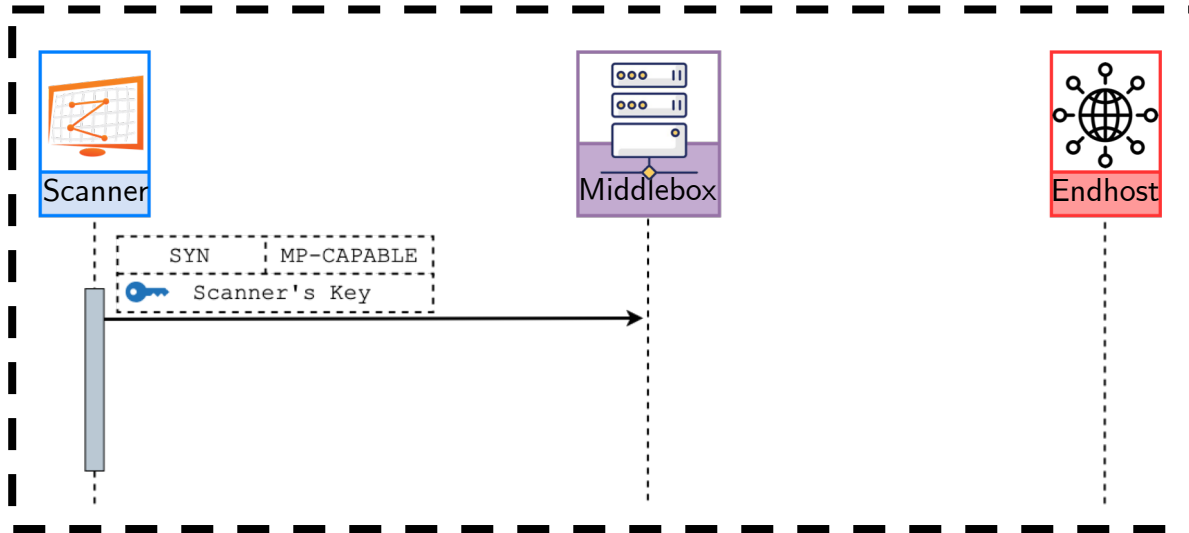 Scanner
Middlebox
Endhost
SYN
MP-CAPABLE
Scanner's Key